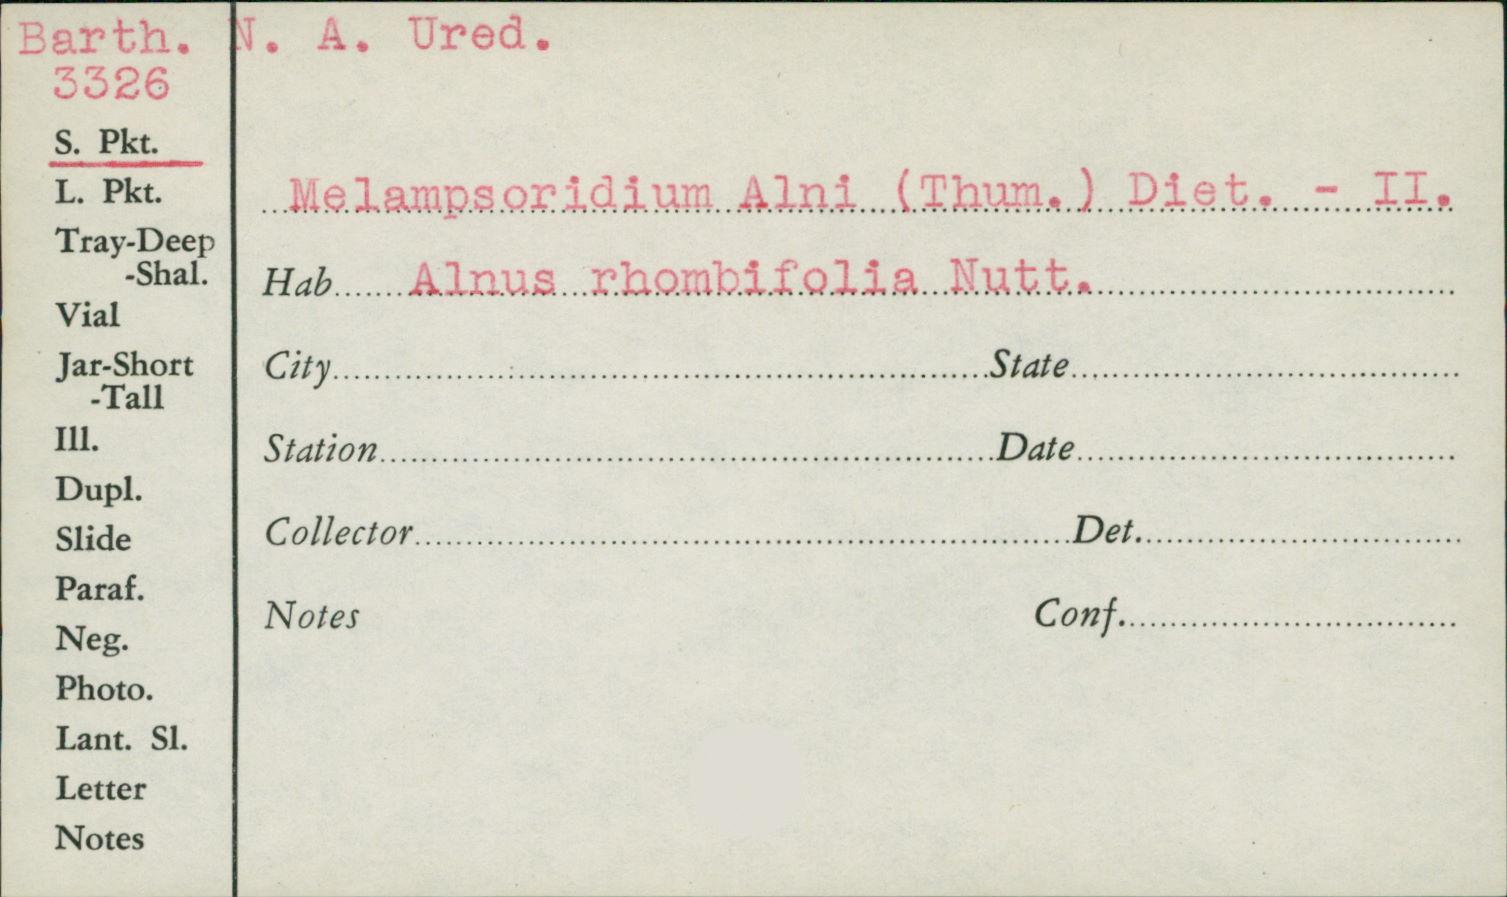 Barth. N. A. Ured.
3326
S. Pkt.
L. Pkt.
Tray-Deep
-Shal.
Vial
Jar-Short
-Tall
Ill.
Dupl.
Slide
Paraf.
Neg.
Photo.
Lant. Sl.
Letter
Notes
Melampsoridium Alni (Thum.) Diet. - II.
Hab Alnus rhombifolia Nutt.
City State
Station Date
Collector Det.
Notes Conf.